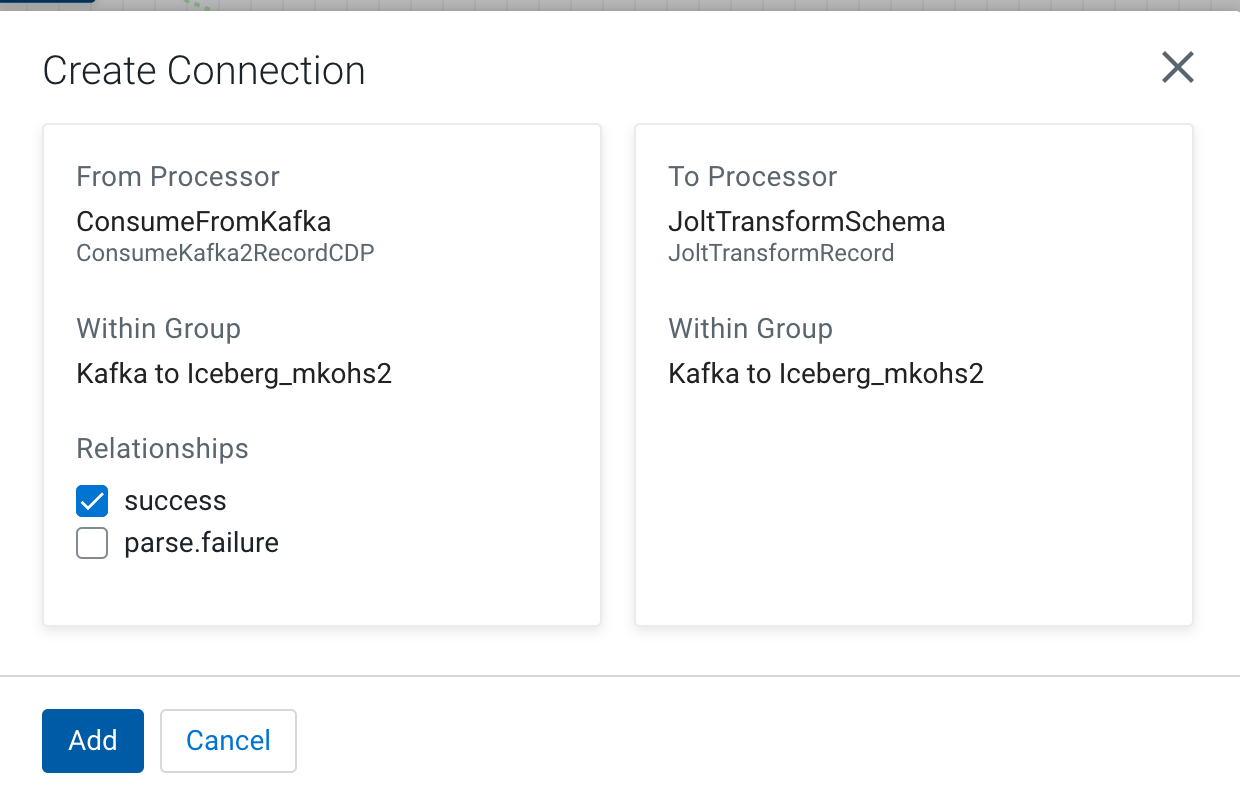 Create Connection
From Processor
ConsumeFromKafka
ConsumeKafka2RecordCDP
Within Group
Kafka to Iceberg_mkohs2
Relationships
success
parse.failure
To Processor
JoltTransformSchema
JoltTransformRecord
Within Group
Kafka to Iceberg_mkohs2
Add
Cancel